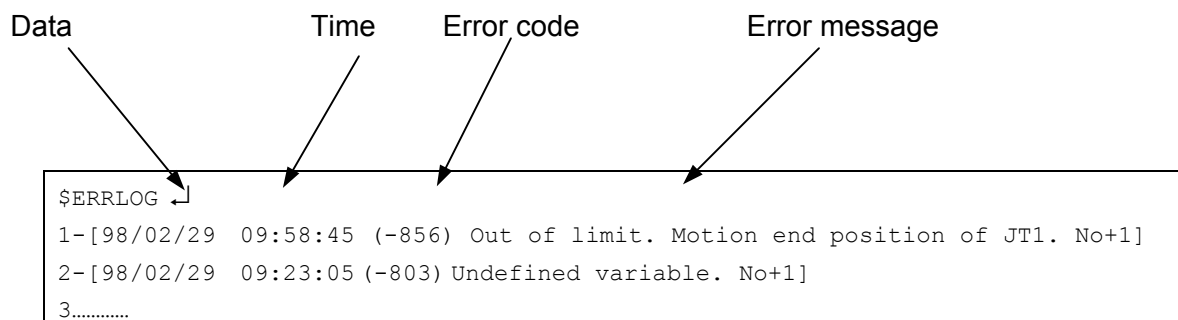 Data Time Error code Error message
$ERRLOG ↵
1-[98/02/29 09:58:45 (-856) Out of limit. Motion end position of JT1. No+1]
2-[98/02/29 09:23:05 (-803) Undefined variable. No+1]
3…………